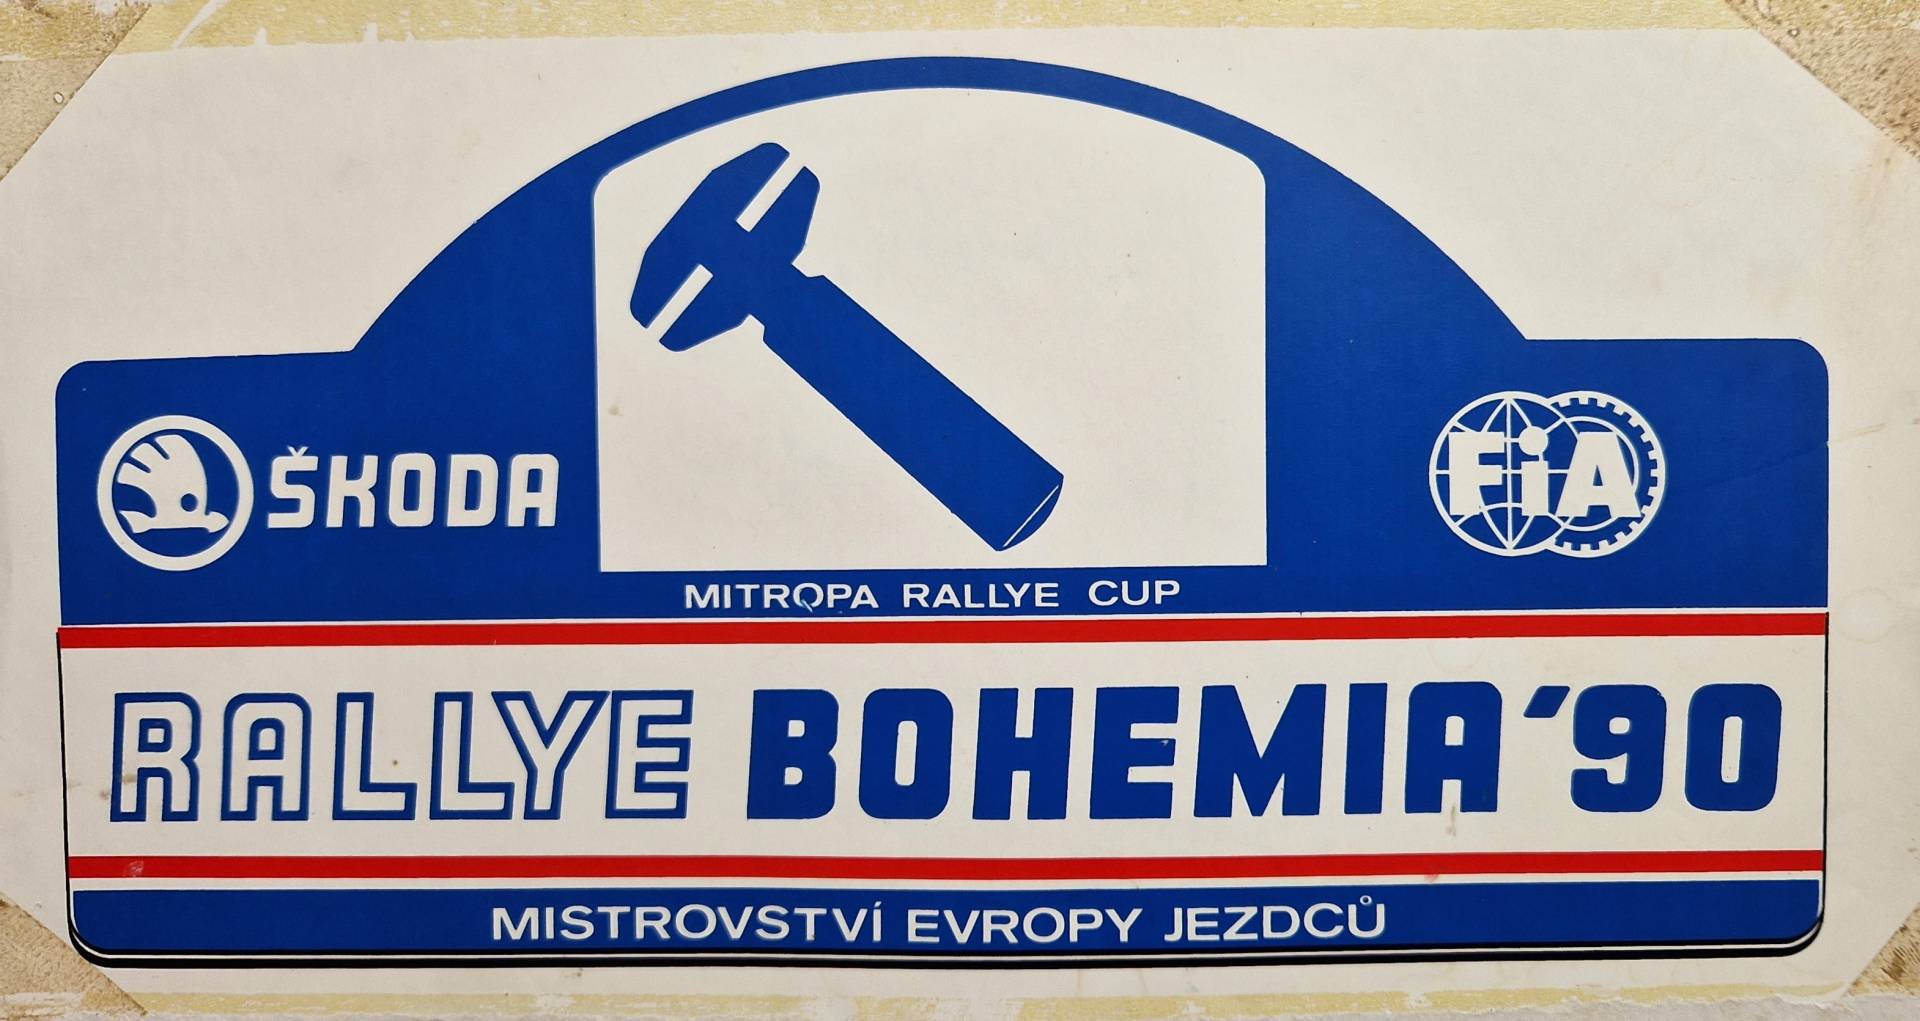 ŠKODA
FiA
MITROPA RALLYE CUP
RALLYE BOHEMIA '90
MISTROVSTVÍ EVROPY JEZDCŮ